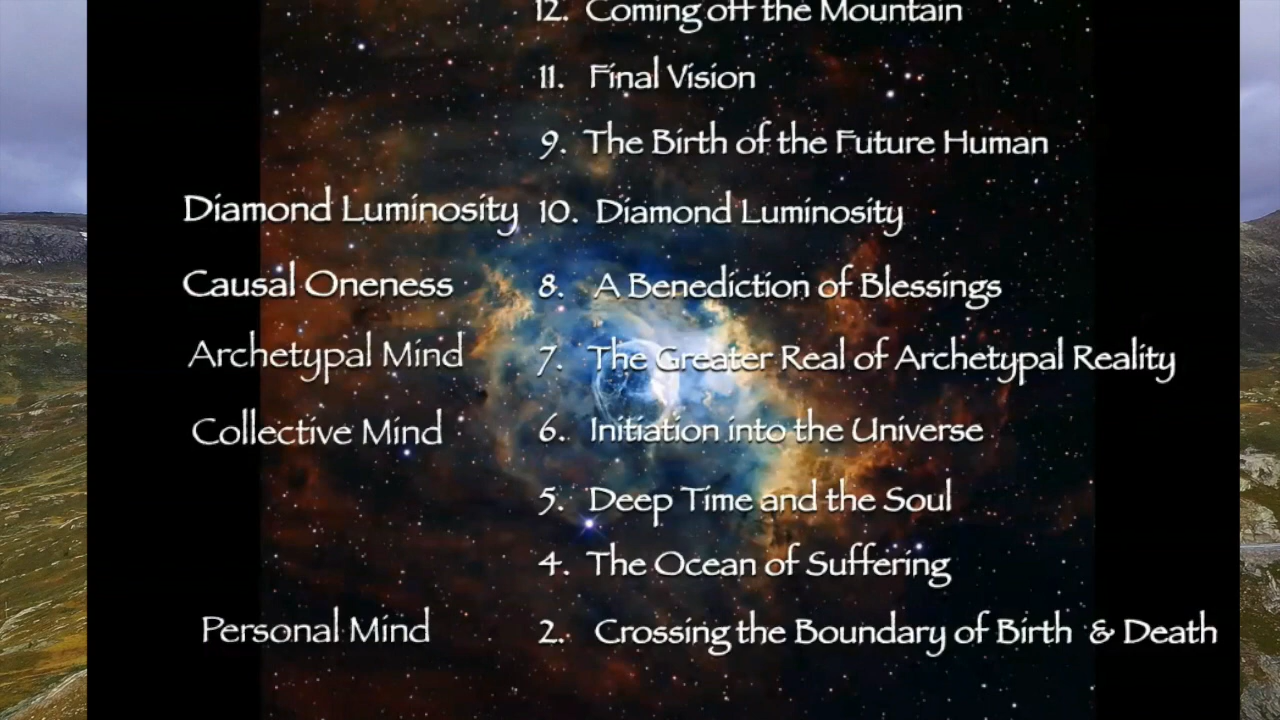 12. Coming off the Mountain
11. Final Vision
9. The Birth of the Future Human
Diamond Luminosity 10. Diamond Luminosity
Causal Oneness 8. A Benediction of Blessings
Archetypal Mind 7. The Greater Real of Archetypal Reality
Collective Mind 6. Initiation into the Universe
5. Deep Time and the Soul
4. The Ocean of Suffering
Personal Mind 2. Crossing the Boundary of Birth & Death